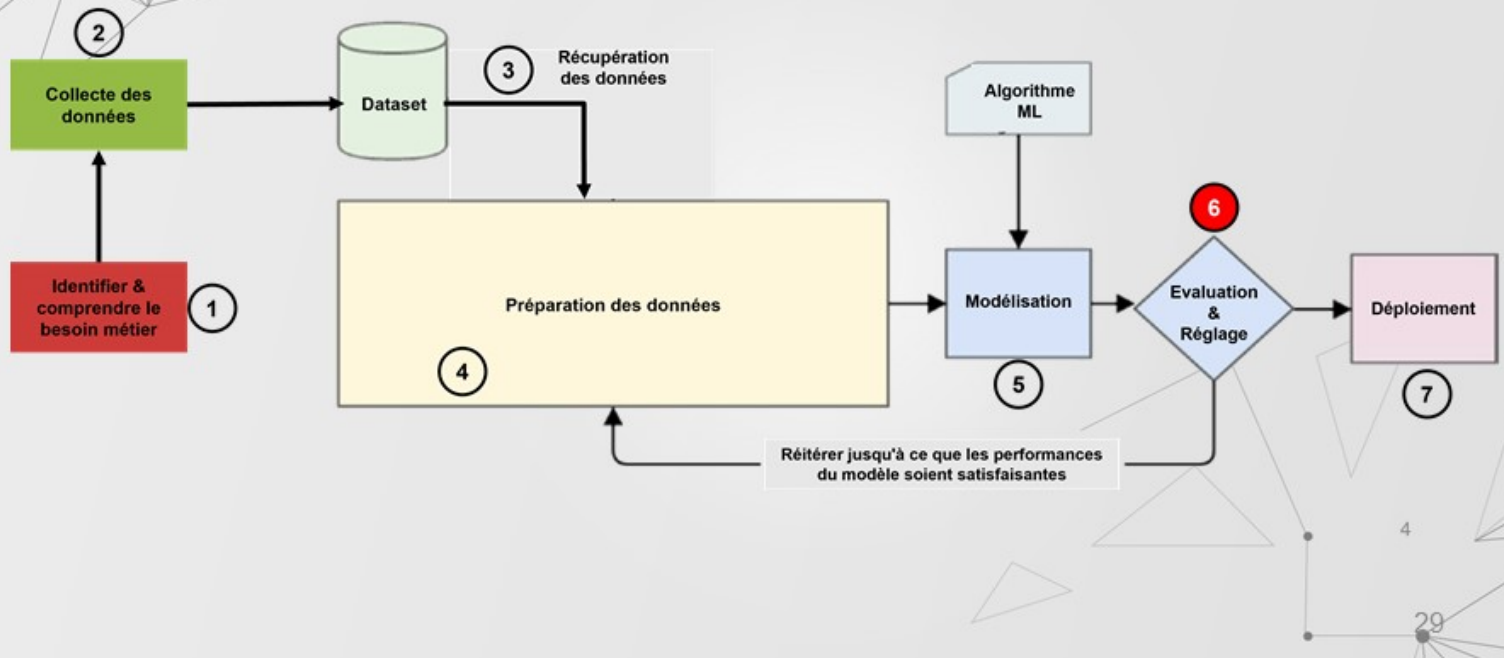 2
Collecte des
données
Dataset
3
Récupération
des données
Algorithme
ML
Identifier &
comprendre le
besoin métier
1
Préparation des données
4
Modélisation
5
6
Evaluation
&
Réglage
Déploiement
7
Réitérer jusqu'à ce que les performances
du modèle soient satisfaisantes
4
29